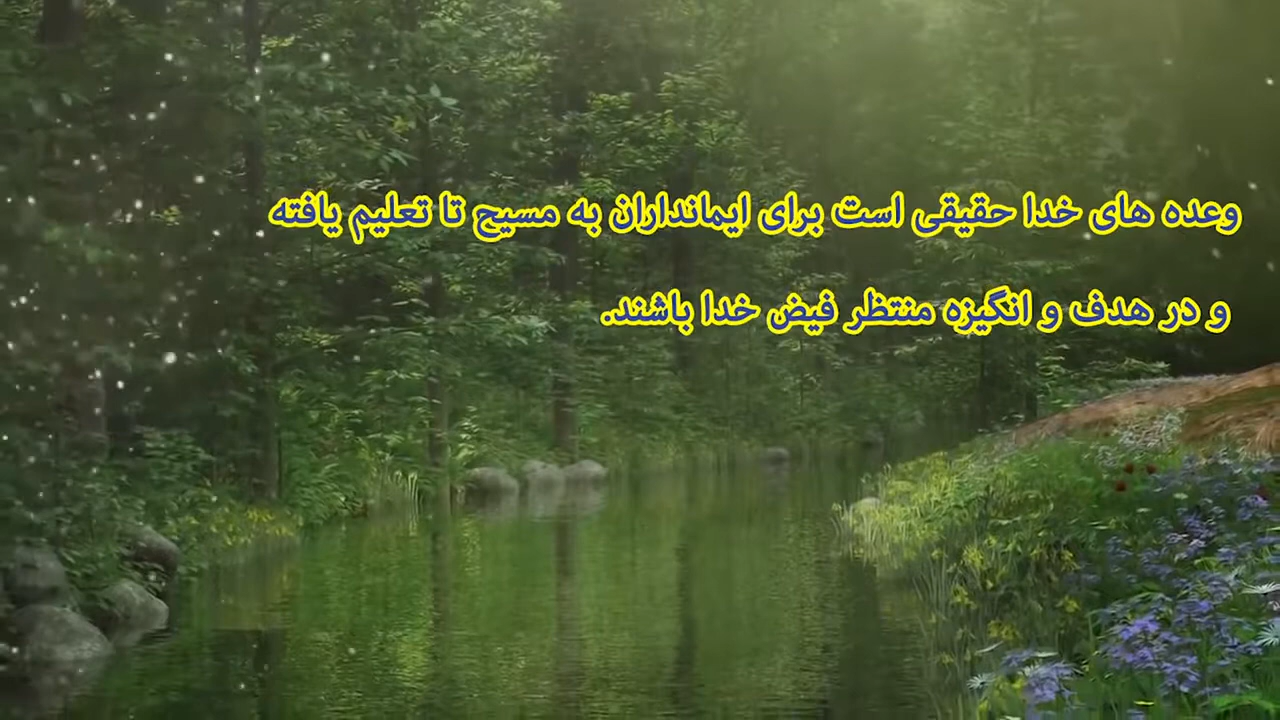 وعده های خدا حقیقی است برای ایمانداران به مسیح تا تعلیم یافته
و در هدف و انگیزه منتظر فیض خدا باشند.